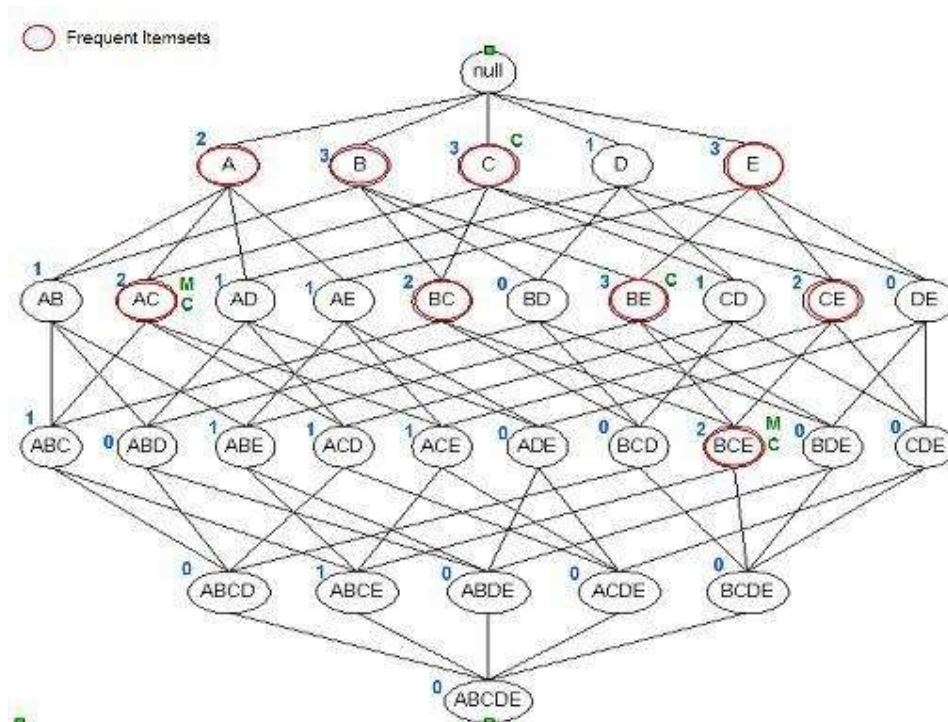 Frequent Itemsets
null
2 3 3 C 1 3
A B C D E
1 2 M 1 1 2 0 3 C 1 2 0
AB AC C AD AE BC BD BE CD CE DE
1 0 1 1 1 0 0 2 M 0 0
ABC ABD ABE ACD ACE ADE BCD BCE C BDE CDE
0 1 0 0 0
ABCD ABCE ABDE ACDE BCDE
0
ABCDE